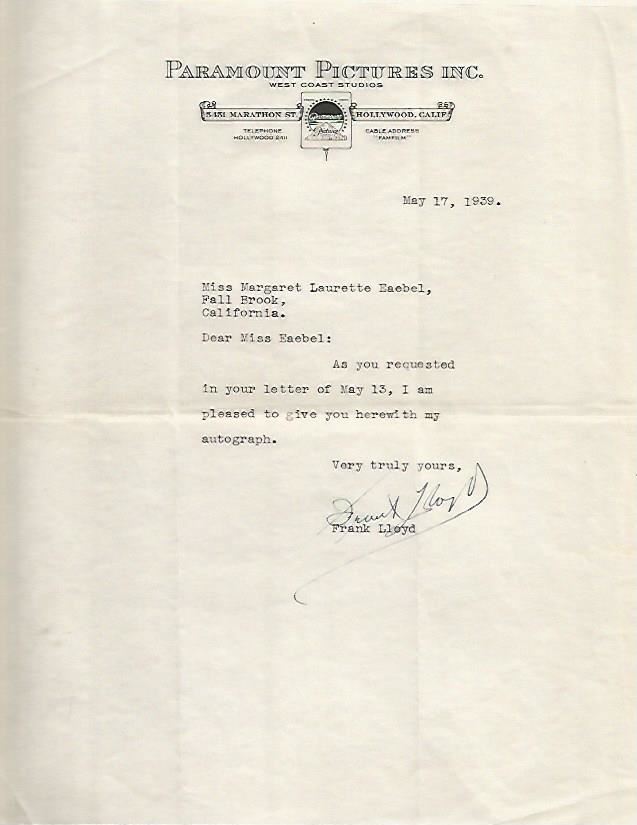 PARAMOUNT PICTURES INC.
WEST COAST STUDIOS
5451 MARATHON ST. HOLLYWOOD, CALIF.
Paramount
Pictures
TELEPHONE
HOLLYWOOD 2411
CABLE ADDRESS
"FAMFILM"
May 17, 1939.
Miss Margaret Laurette Eaebel,
Fall Brook,
California.
Dear Miss Eaebel:
As you requested
in your letter of May 13, I am
pleased to give you herewith my
autograph.
Very truly yours,
Frank Lloyd
Frank Lloyd